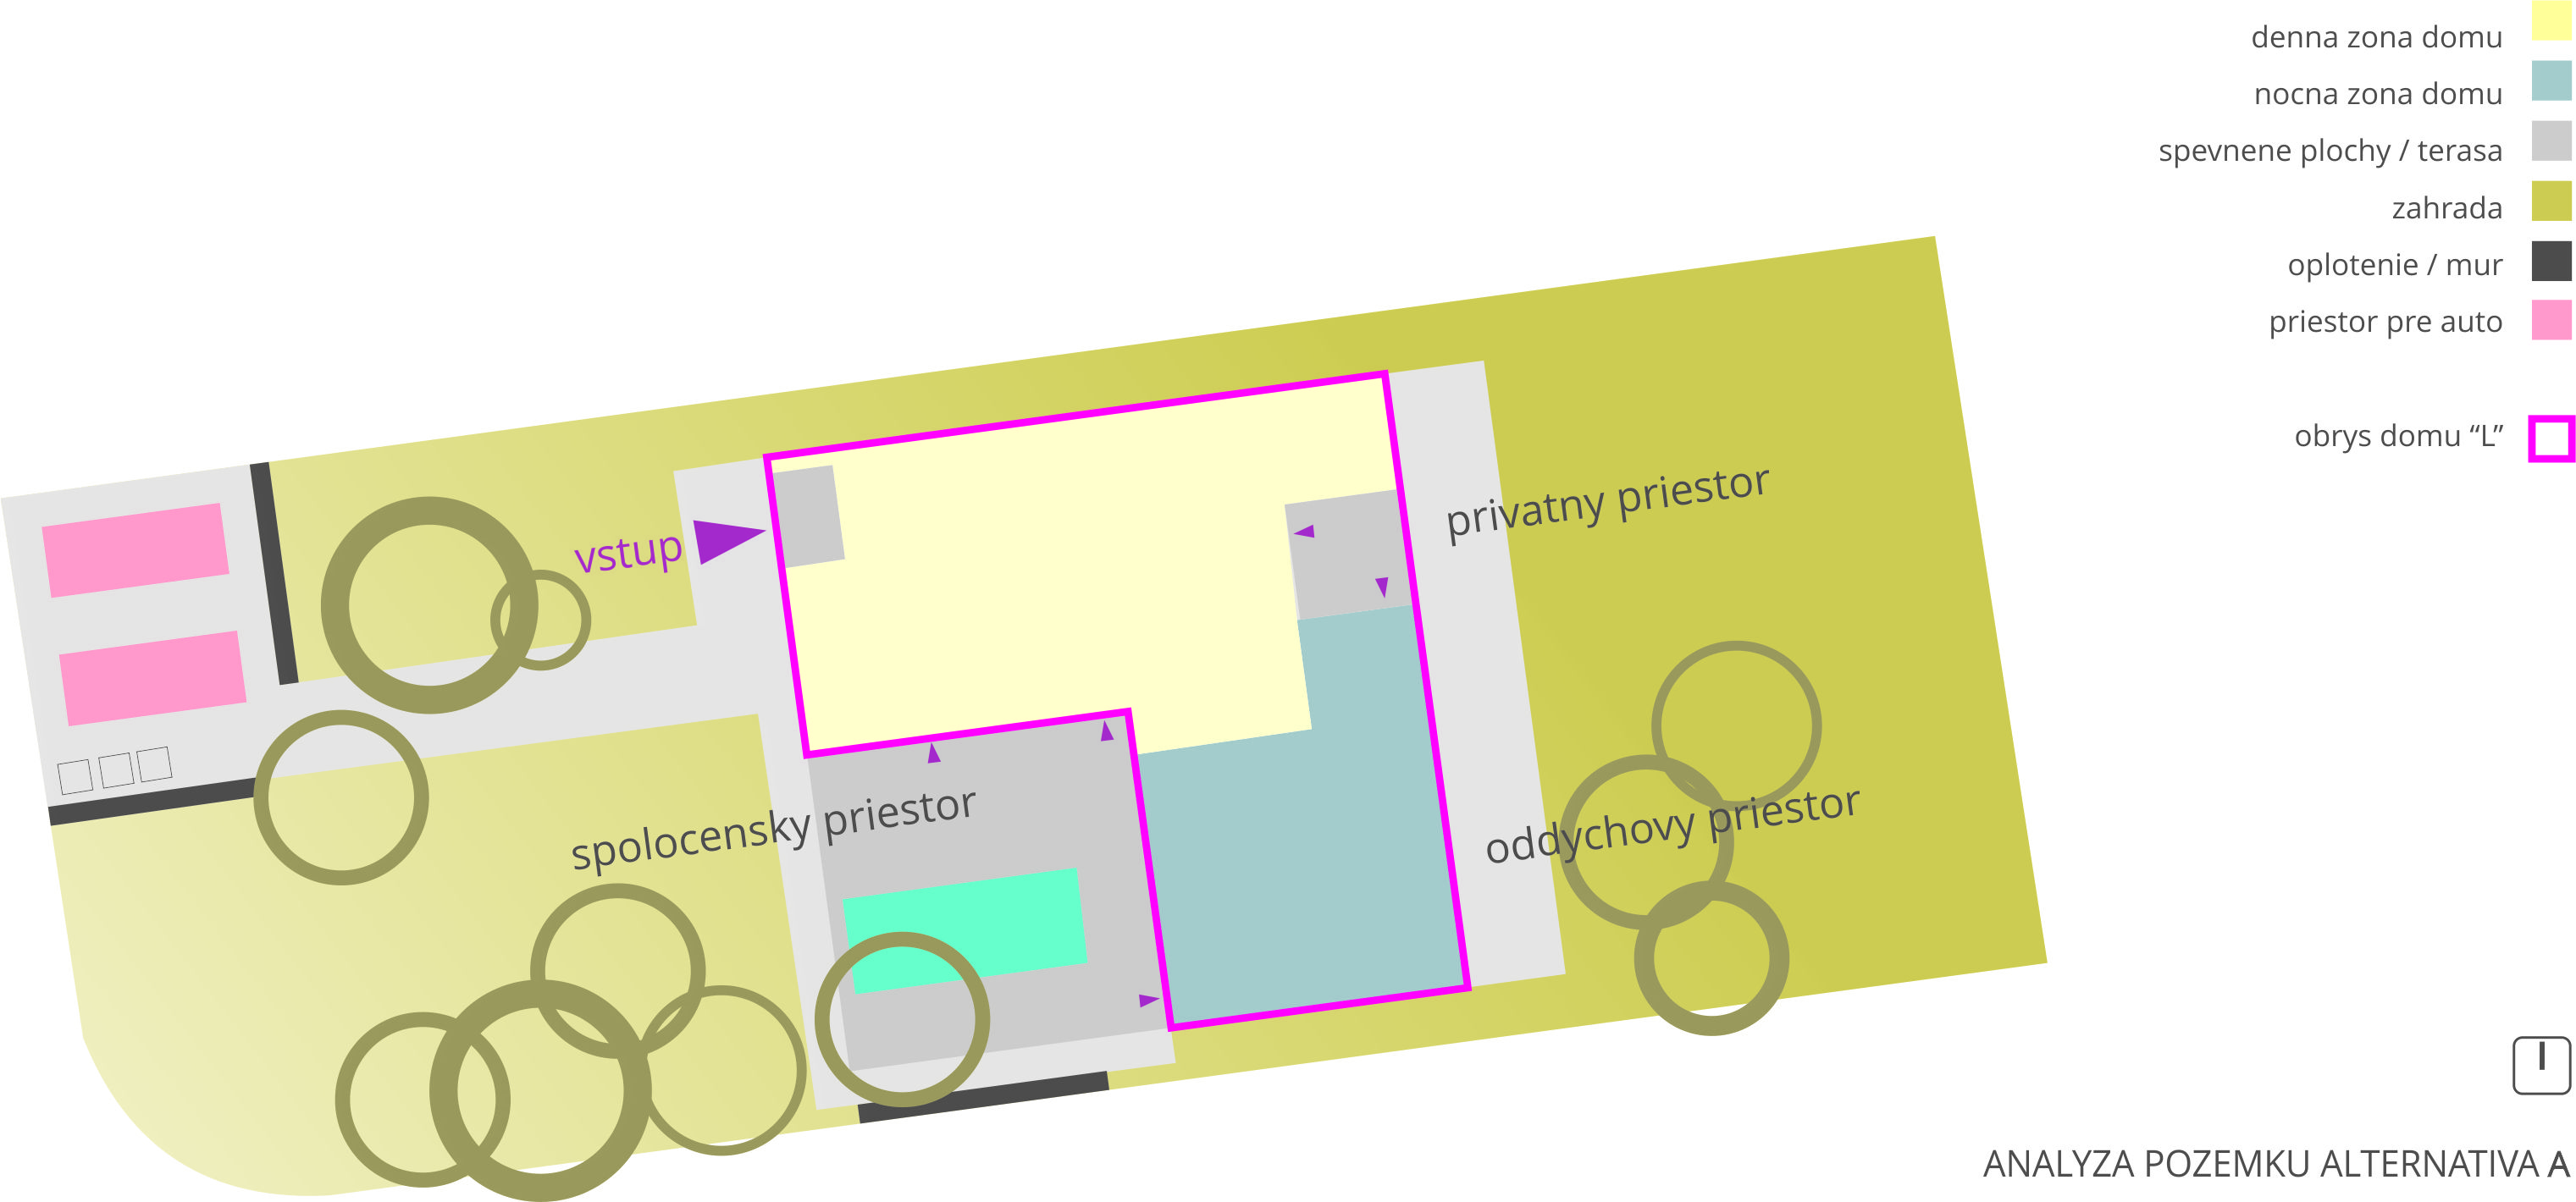 denna zona domu
nocna zona domu
spevnene plochy / terasa
zahrada
oplotenie / mur
priestor pre auto
obrys domu “L”
privatny priestor
vstup
spolocensky priestor
oddychovy priestor
ANALYZA POZEMKU ALTERNATIVA A